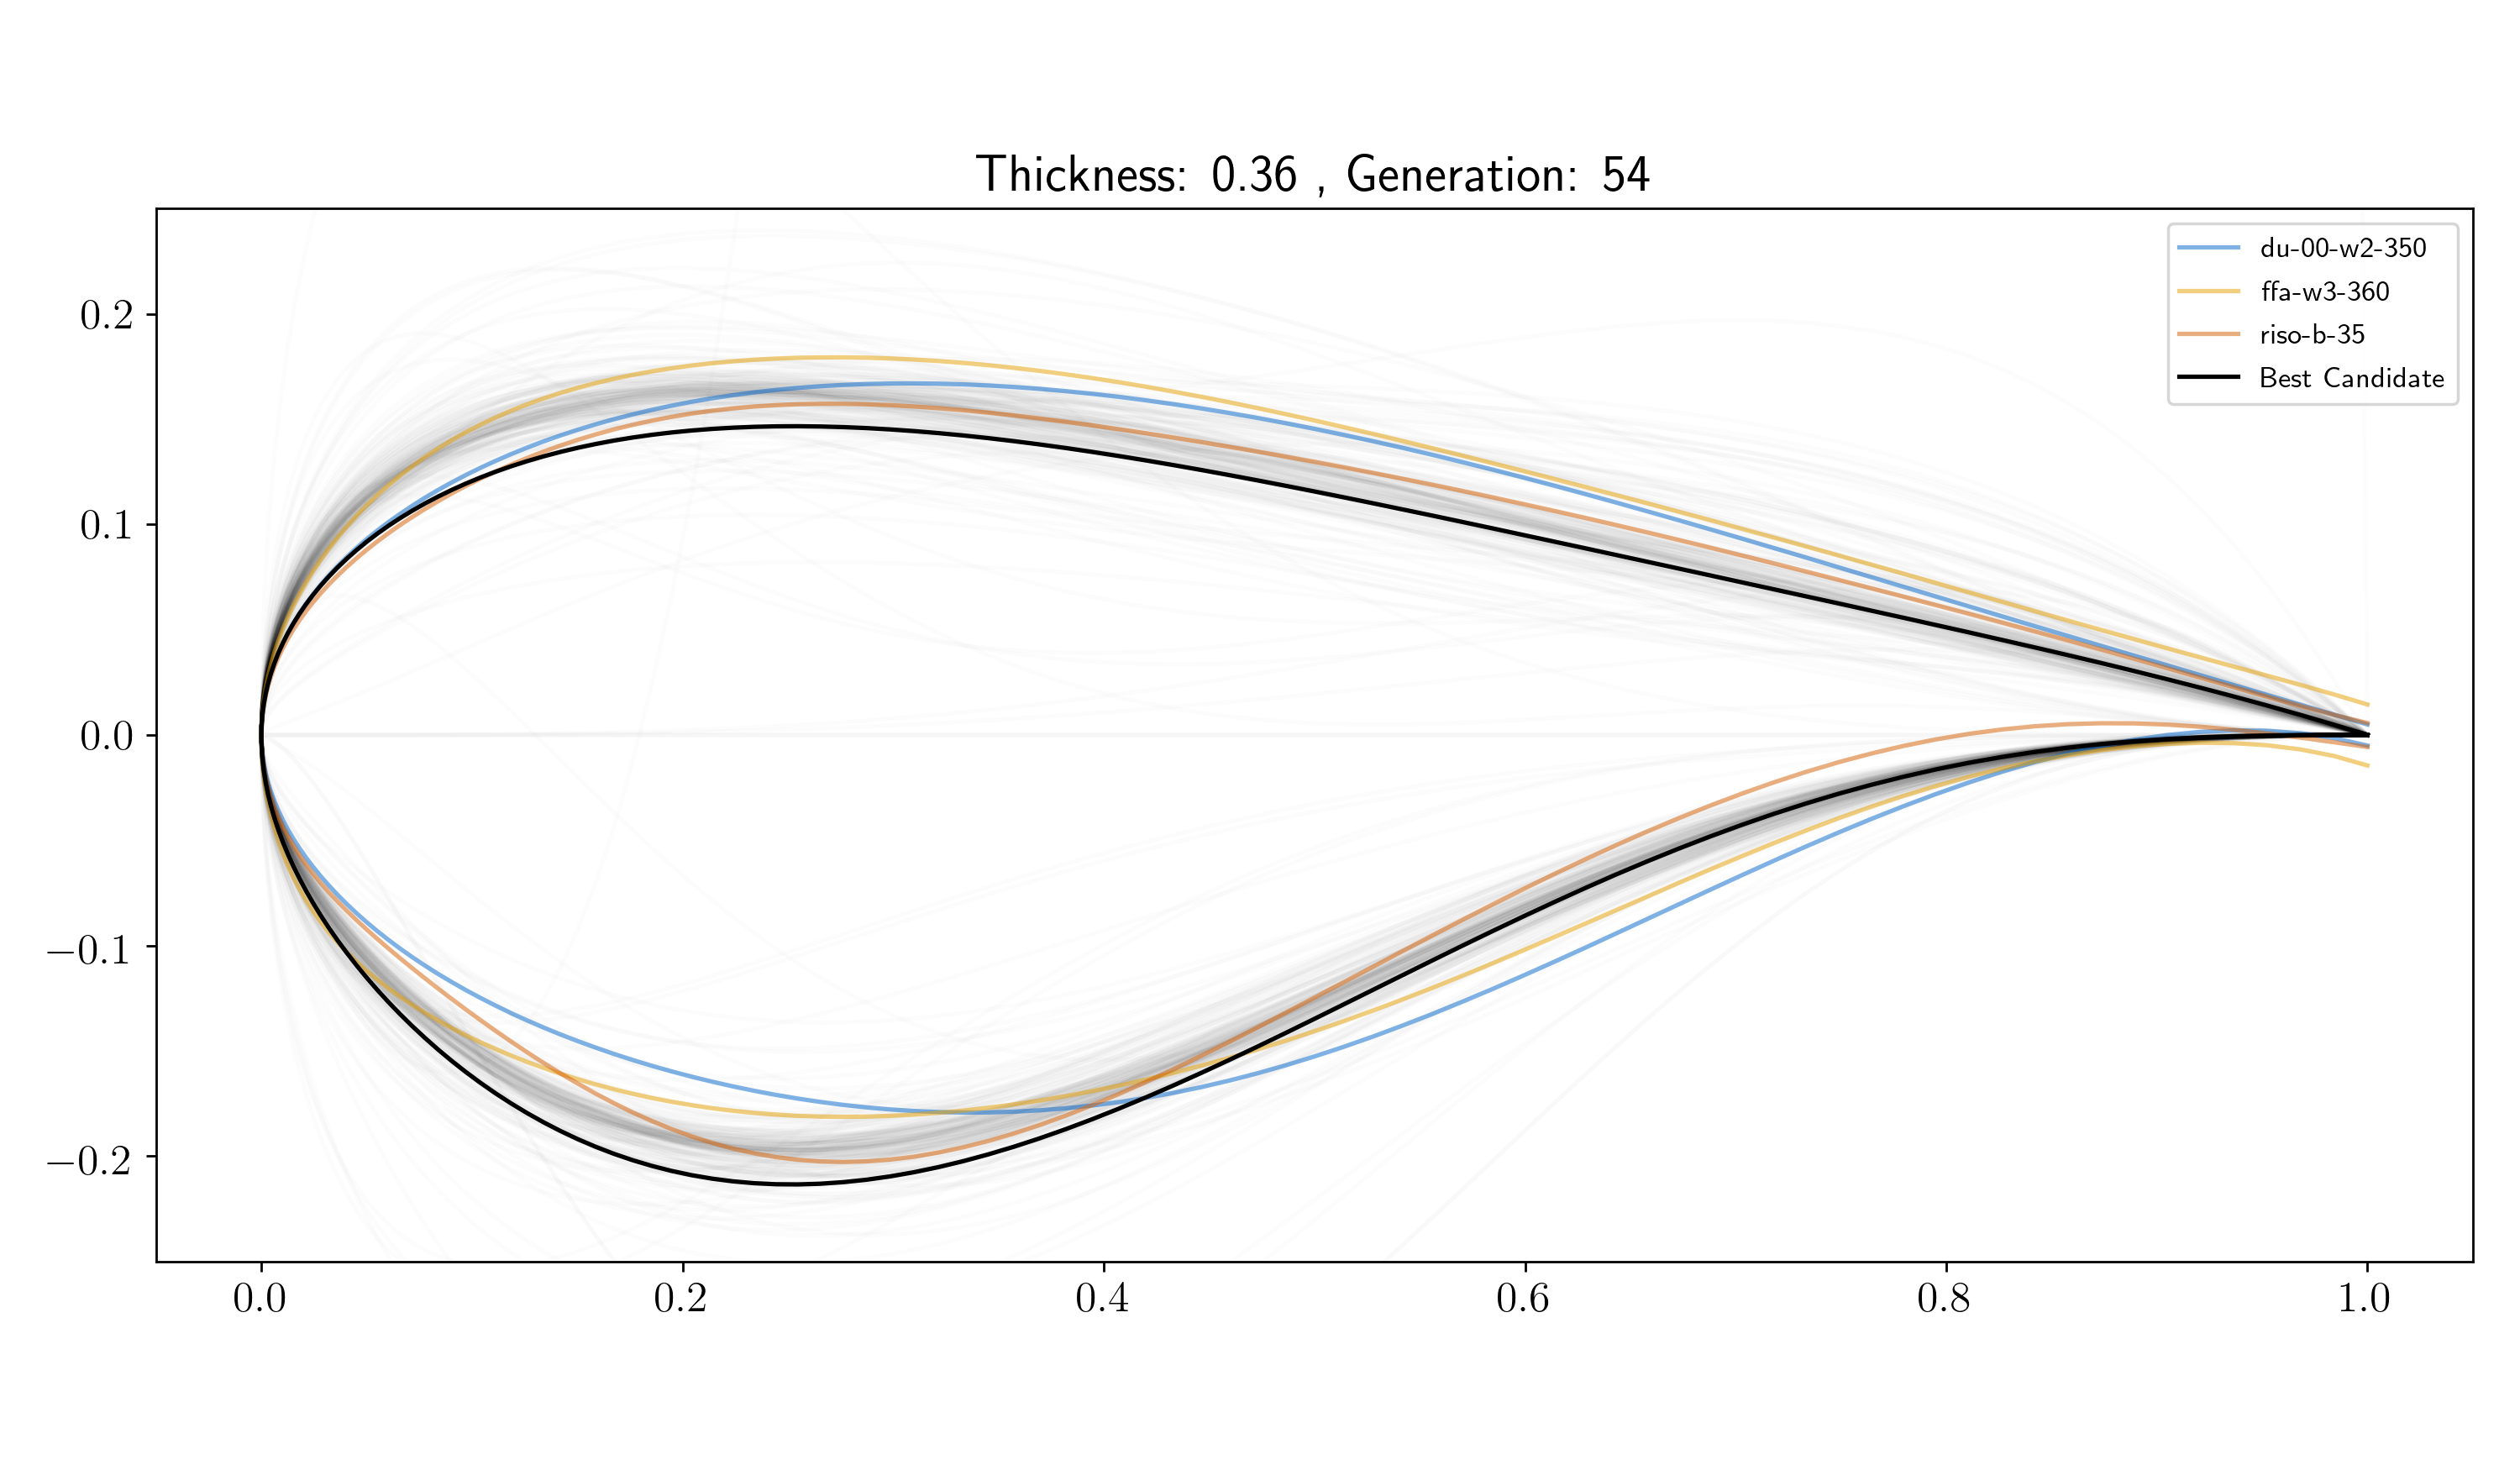 Thickness: 0.36 , Generation: 54
du-00-w2-350
ffa-w3-360
riso-b-35
Best Candidate
0.2
0.1
0.0
−0.1
−0.2
0.0 0.2 0.4 0.6 0.8 1.0